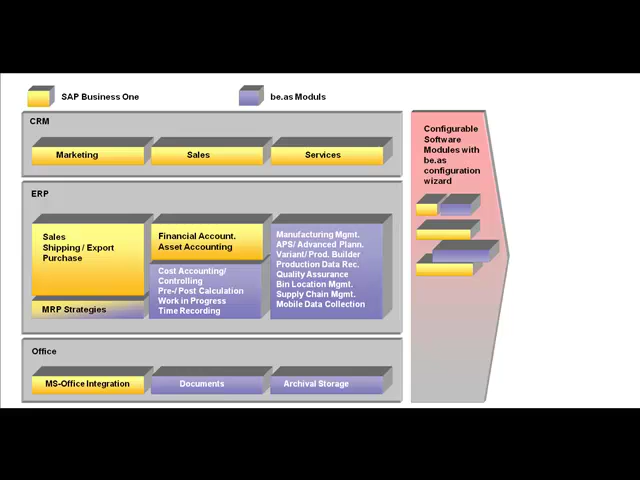 SAP Business One
be.as Moduls
CRM
Marketing
Sales
Services
ERP
Sales
Shipping / Export
Purchase
MRP Strategies
Financial Account.
Asset Accounting
Cost Accounting/
Controlling
Pre-/ Post Calculation
Work in Progress
Time Recording
Manufacturing Mgmt.
APS/ Advanced Plann.
Variant/ Prod. Builder
Production Data Rec.
Quality Assurance
Bin Location Mgmt.
Supply Chain Mgmt.
Mobile Data Collection
Office
MS-Office Integration
Documents
Archival Storage
Configurable
Software
Modules with
be.as
configuration
wizard